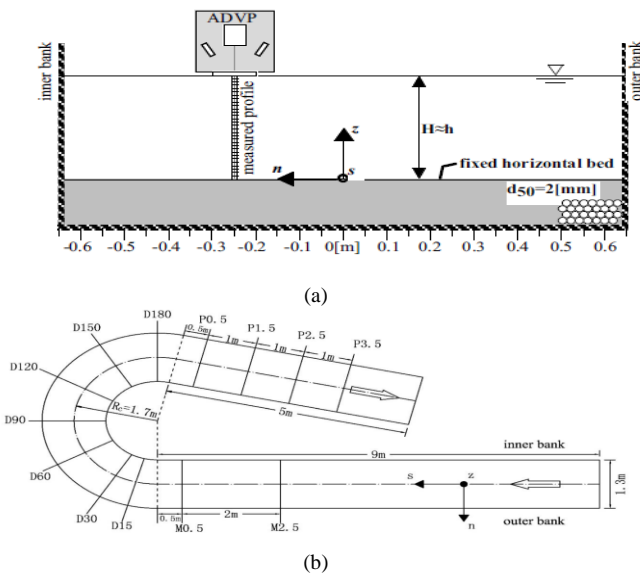 ADVP
inner bank
outer bank
measured profile
z
H≈h
n
s
fixed horizontal bed
d50=2[mm]
-0.6 -0.5 -0.4 -0.3 -0.2 -0.1 0[m] 0.1 0.2 0.3 0.4 0.5 0.6
(a)
D180
P0.5
D150
0.5m
1m
P1.5
1m
P2.5
1m
P3.5
D120
Rc=1.7m
5m
D90
inner bank
9m
D60
s
z
1.3m
D30
D15
0.5m
2m
n
outer bank
M0.5
M2.5
(b)